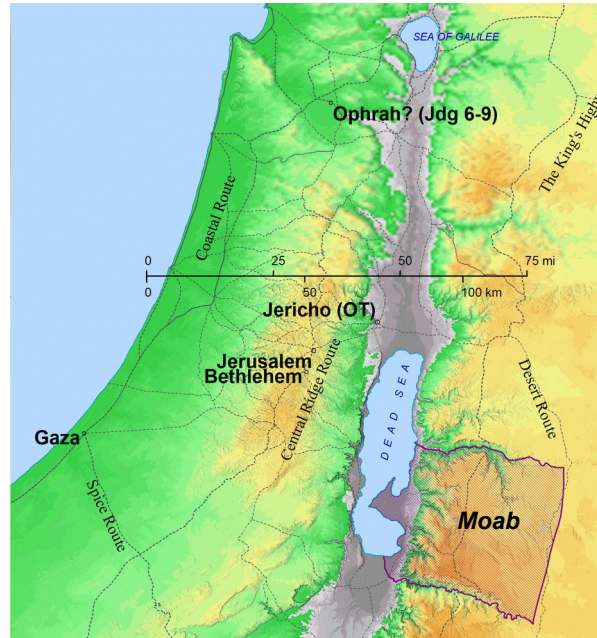 SEA OF GALILEE
Ophrah? (Jdg 6-9)
The King's Highw
Coastal Route
0 25 50 75 mi
0 50 100 km
Jericho (OT)
Jerusalem
Bethlehem
Central Ridge Route
DEAD SEA
Desert Route
Gaza
Spice Route
Moab